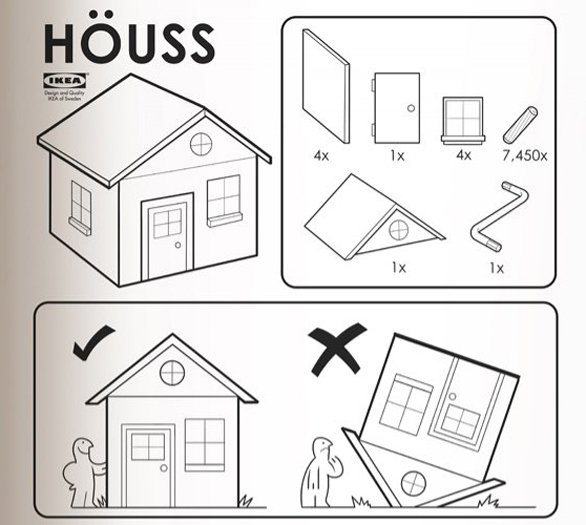 HÖUSS
IKEA
Design and Quality
IKEA of Sweden
4x
1x
4x
7,450x
1x
1x